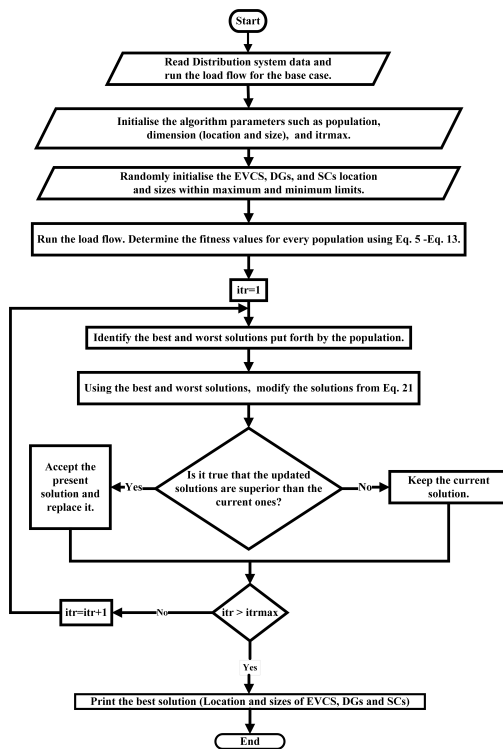 Start
Read Distribution system data and
run the load flow for the base case.
Initialise the algorithm parameters such as population,
dimension (location and size), and itrmax.
Randomly initialise the EVCS, DGs, and SCs location
and sizes within maximum and minimum limits.
Run the load flow. Determine the fitness values for every population using Eq. 5 -Eq. 13.
itr=1
Identify the best and worst solutions put forth by the population.
Using the best and worst solutions, modify the solutions from Eq. 21
Is it true that the updated
solutions are superior than the
current ones?
Yes
Accept the
present
solution and
replace it.
No
Keep the current
solution.
itr > itrmax
No
itr=itr+1
Yes
Print the best solution (Location and sizes of EVCS, DGs and SCs)
End